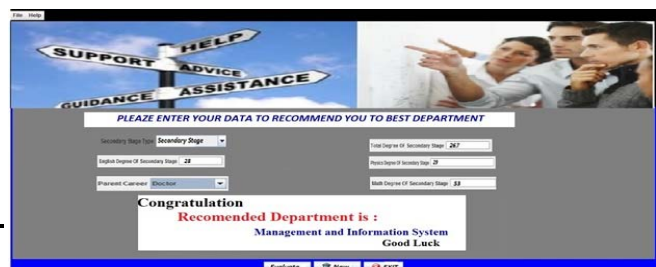 File Help
HELP
SUPPORT
ADVICE
ASSISTANCE
GUIDANCE
PLEAZE ENTER YOUR DATA TO RECOMMEND YOU TO BEST DEPARTMENT
Secondary Stage Type Secondary Stage
Total Degree Of Secondary Stage 267
English Degree Of Secondary Stage 28
Physics Degree Of Secondary Stage
Parent Career Doctor
Math Degree Of Secondary Stage 53
Congratulation
Recomended Department is :
Management and Information System
Good Luck
Evaluate New EXIT